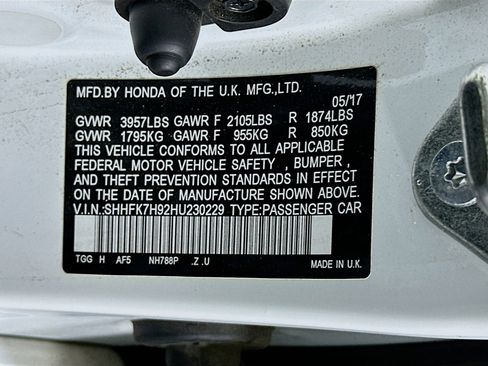 MFD.BY HONDA OF THE U.K. MFG.,LTD.
05/17
GVWR 3957LBS GAWR F 2105LBS R 1874LBS
GVWR 1795KG GAWR F 955KG R 850KG
THIS VEHICLE CONFORMS TO ALL APPLICABLE
FEDERAL MOTOR VEHICLE SAFETY , BUMPER ,
AND THEFT PREVENTION STANDARDS IN EFFECT
ON THE DATE OF MANUFACTURE SHOWN ABOVE.
V.I.N:SHHFK7H92HU230229 TYPE:PASSENGER CAR
TGG H AF5 NH788P .Z .U MADE IN U.K.